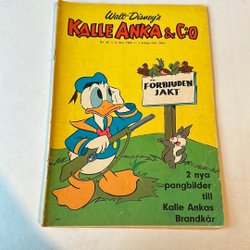 Walt Disney's
KALLE ANKA & C:O
FÖRBJUDEN
JAKT
2 nya
pangbilder
till
Kalle Ankas
Brandkår